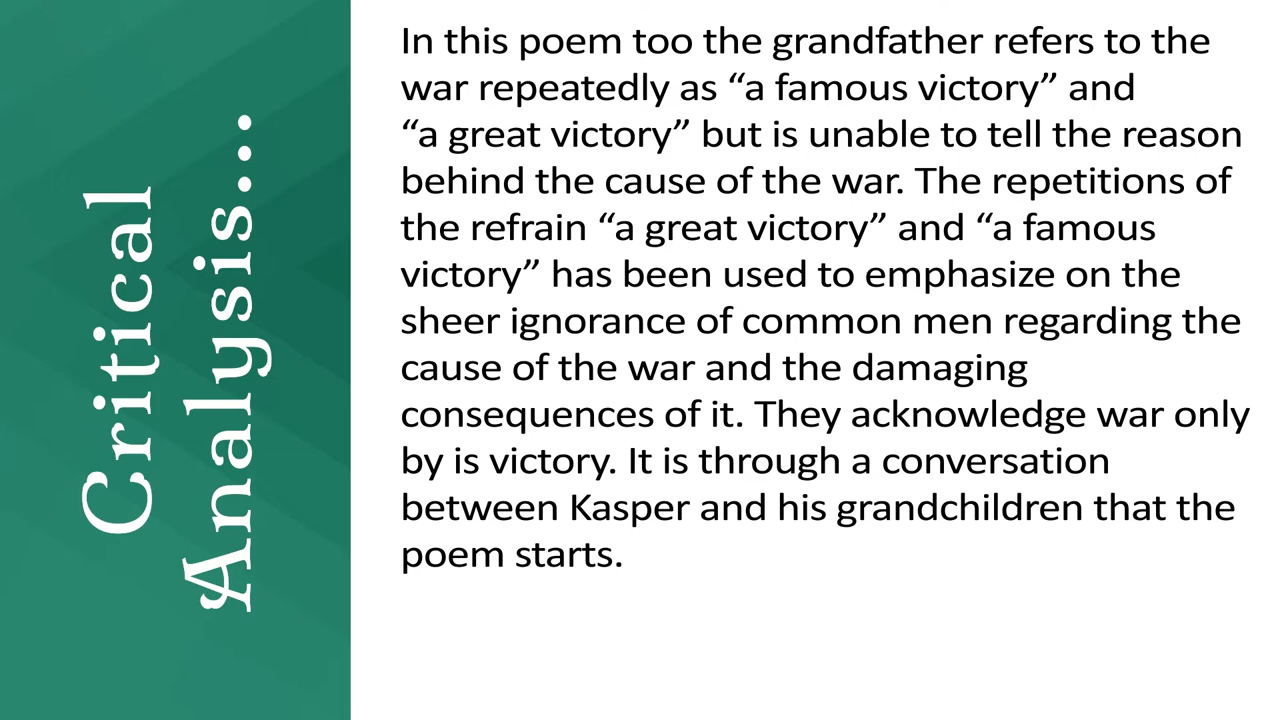 Critical
Analysis...
In this poem too the grandfather refers to the
war repeatedly as “a famous victory” and
“a great victory” but is unable to tell the reason
behind the cause of the war. The repetitions of
the refrain “a great victory” and “a famous
victory” has been used to emphasize on the
sheer ignorance of common men regarding the
cause of the war and the damaging
consequences of it. They acknowledge war only
by is victory. It is through a conversation
between Kasper and his grandchildren that the
poem starts.